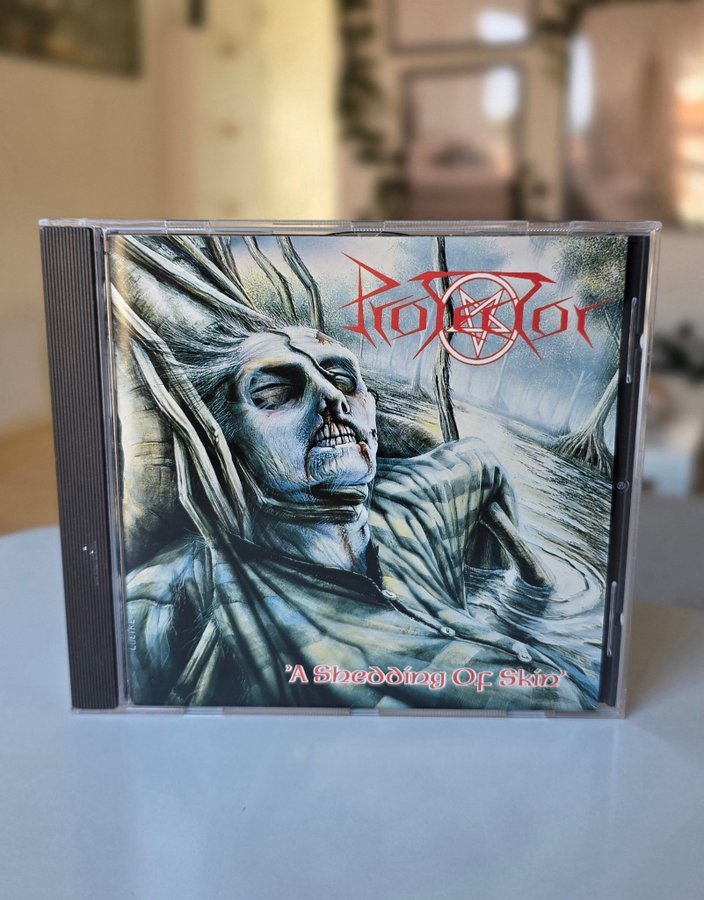 Protector
'A Shedding Of Skin'